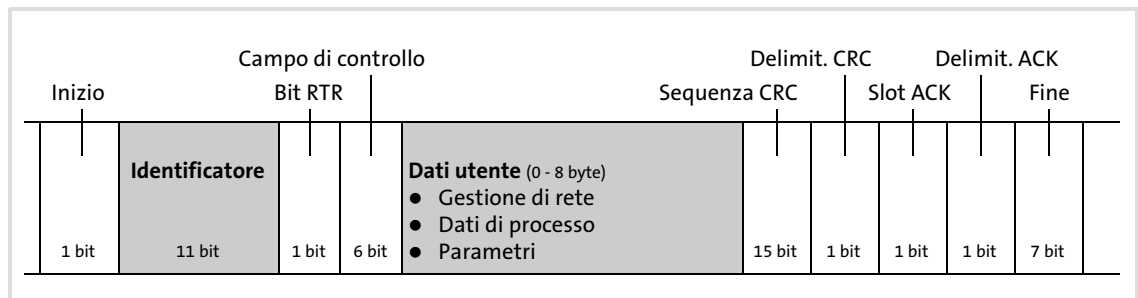 Campo di controllo
Delimit. CRC
Delimit. ACK
Inizio
Bit RTR
Sequenza CRC
Slot ACK
Fine
Identificatore
Dati utente (0 - 8 byte)
● Gestione di rete
● Dati di processo
● Parametri
1 bit
11 bit
1 bit
6 bit
15 bit
1 bit
1 bit
1 bit
7 bit